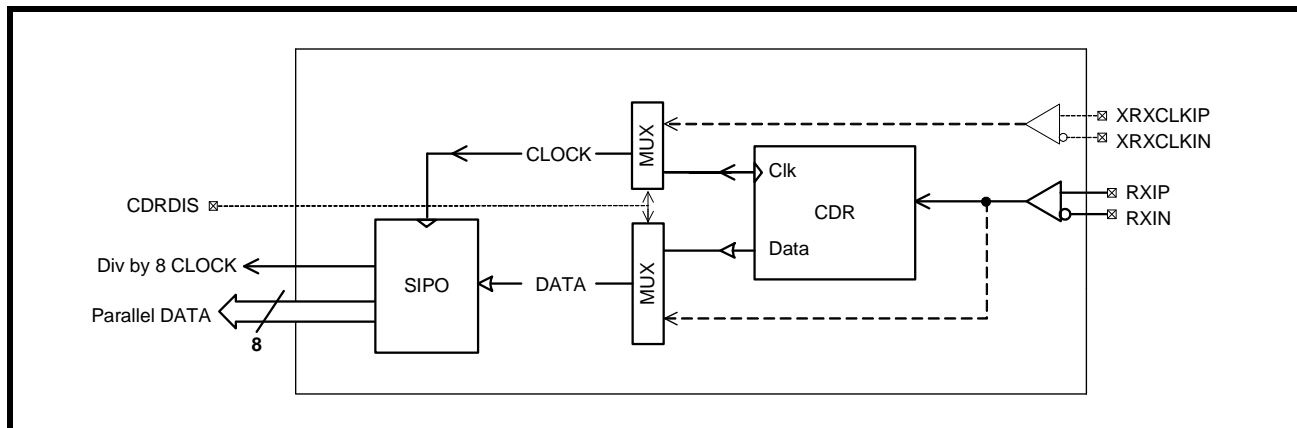 XRXCLKIP
XRXCLKIN
MUX
CLOCK
Clk
CDR
RXIP
RXIN
CDRDIS
Data
Div by 8 CLOCK
SIPO
DATA
MUX
Parallel DATA
8